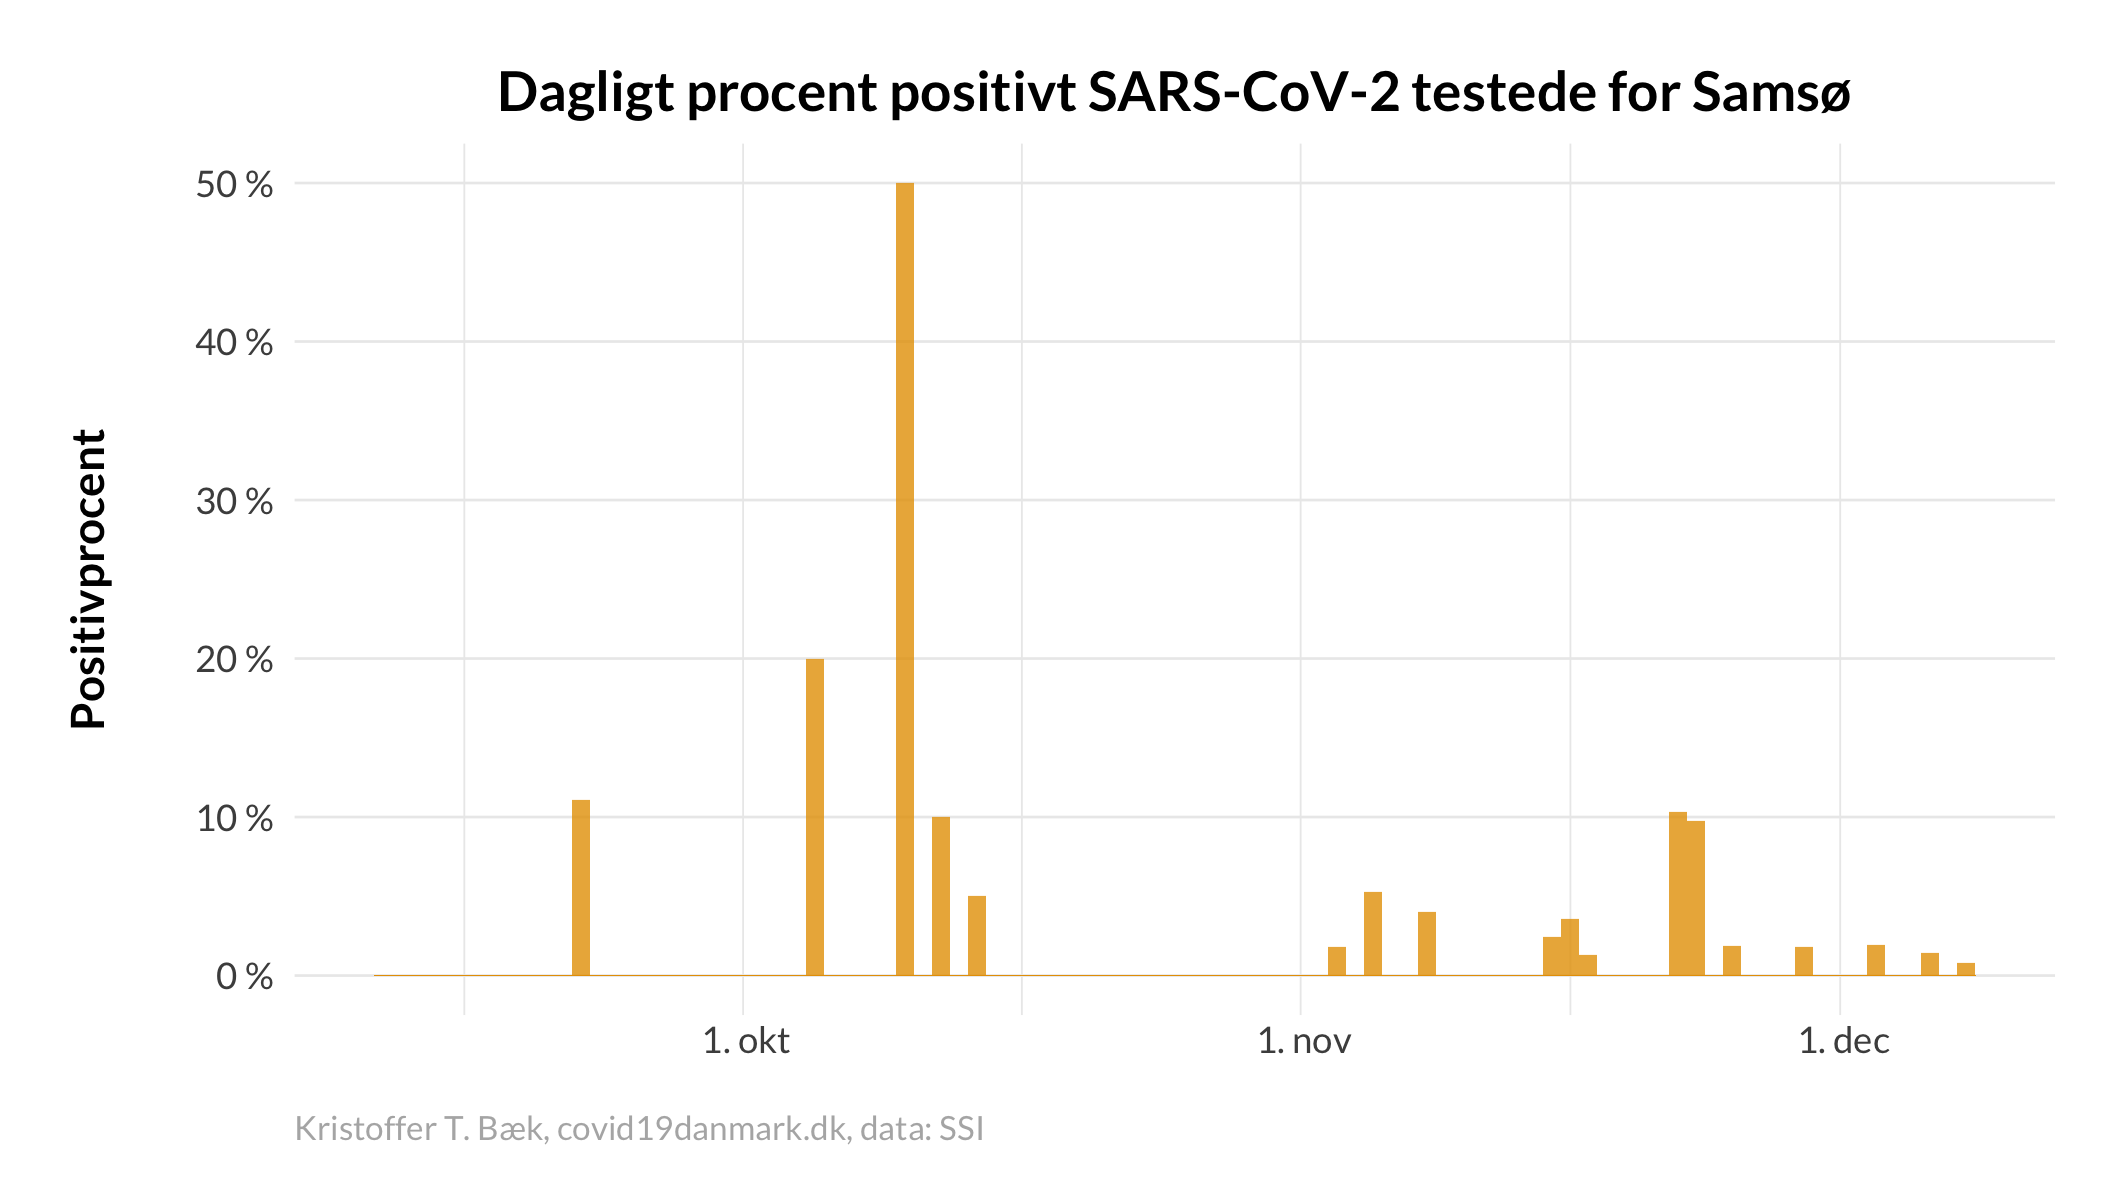 Dagligt procent positivt SARS-CoV-2 testede for Samsø
Positivprocent
50 %
40 %
30 %
20 %
10 %
0 %
1. okt
1. nov
1. dec
Kristoffer T. Bæk, covid19danmark.dk, data: SSI